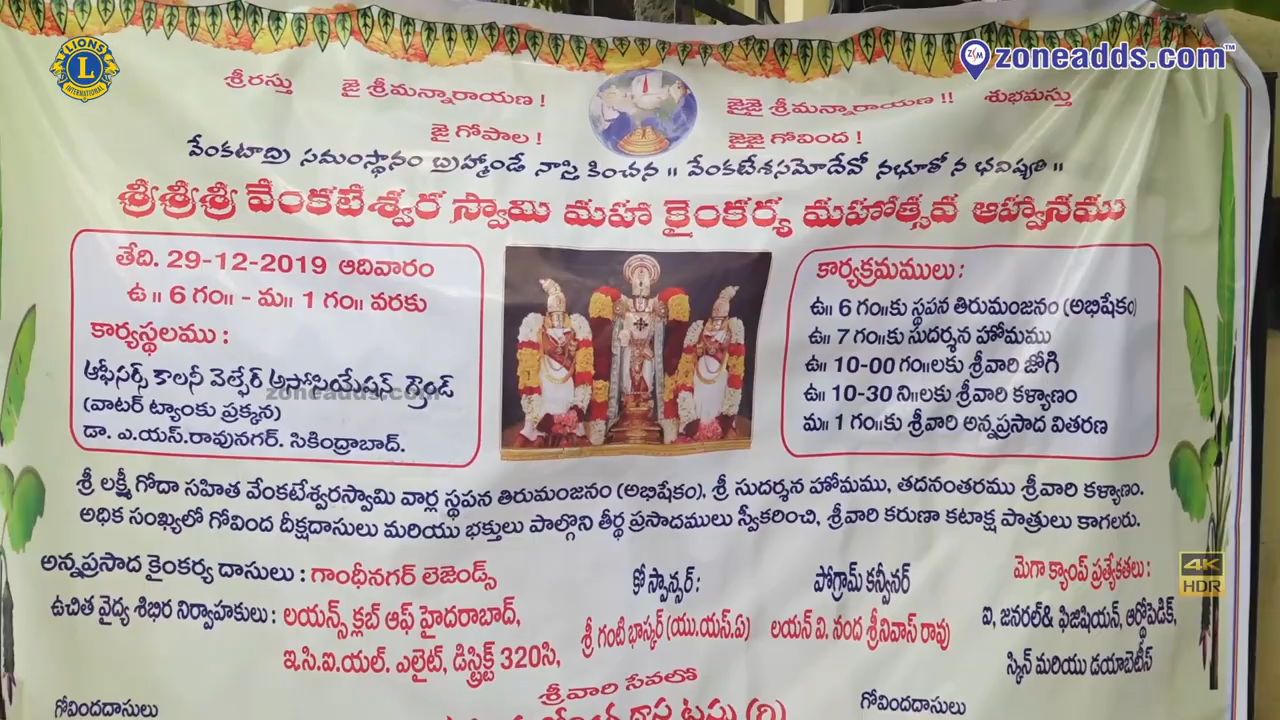 LIONS
L
INTERNATIONAL
zoneadds.com™
శ్రీరస్తు జై శ్రీమన్నారాయణ ! జైజై శ్రీమన్నారాయణ !! శుభమస్తు
జై గోపాల ! జైజై గోవింద !
వేంకటాద్రి సమంస్థానం బ్రహ్మాండే నాస్తి కించన ॥ వేంకటేశసమోదేవో నభూతో న భవిష్యతి ॥
శ్రీశ్రీశ్రీ వేంకటేశ్వర స్వామి మహా కైంకర్య మహోత్సవ ఆహ్వానము
తేది. 29-12-2019 ఆదివారం
ఉ॥ 6 గం॥ - మ॥ 1 గం॥ వరకు
కార్యస్థలము :
ఆఫీసర్స్ కాలనీ వెల్ఫేర్ అసోసియేషన్ గ్రౌండ్
zoneadds.com
(వాటర్ ట్యాంకు ప్రక్కన)
డా. ఎ.యస్.రావునగర్. సికింద్రాబాద్.
కార్యక్రమములు :
ఉ॥ 6 గం॥కు స్థపన తిరుమంజనం (అభిషేకం)
ఉ॥ 7 గం॥కు సుదర్శన హోమము
ఉ॥ 10-00 గం॥లకు శ్రీవారి జోగి
ఉ॥ 10-30 ని॥లకు శ్రీవారి కళ్యాణం
మ॥ 1 గం॥కు శ్రీవారి అన్నప్రసాద వితరణ
శ్రీ లక్ష్మీ గోదా సహిత వేంకటేశ్వరస్వామి వార్ల స్థపన తిరుమంజనం (అభిషేకం), శ్రీ సుదర్శన హోమము, తదనంతరము శ్రీవారి కళ్యాణం.
అధిక సంఖ్యలో గోవింద దీక్షదాసులు మరియు భక్తులు పాల్గొని తీర్థ ప్రసాదములు స్వీకరించి, శ్రీవారి కరుణా కటాక్ష పాత్రులు కాగలరు.
అన్నప్రసాద కైంకర్య దాసులు : గాంధీనగర్ లెజెండ్స్
ఉచిత వైద్య శిబిర నిర్వాహకులు : లయన్స్ క్లబ్ ఆఫ్ హైదరాబాద్,
ఇ.సి.ఐ.యల్. ఎలైట్, డిస్ట్రిక్ట్ 320సి,
కో స్పాన్సర్ :
శ్రీ గంటి భాస్కర్ (యు.యస్.ఏ)
పోగ్రామ్ కన్వీనర్
లయన్ వి. నంద శ్రీనివాస్ రావు
మెగా క్యాంప్ ప్రత్యేకతలు :
ఐ, జనరల్ & ఫిజిషియన్, ఆర్థోపెడిక్,
స్కిన్ మరియు డయాబెటీస్
4K
HDR
శ్రీవారి సేవలో
గోవిందదాసులు గోవిందదాసులు